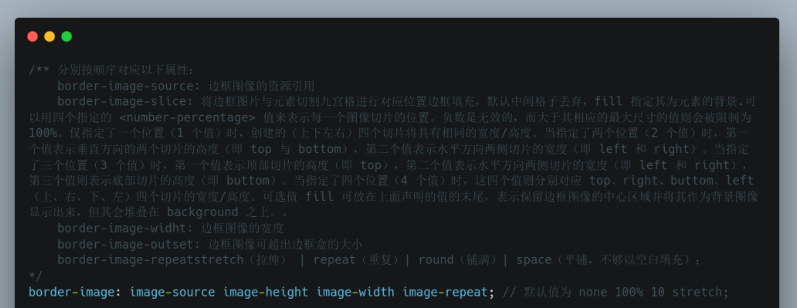 /** 分别按顺序对应以下属性：
border-image-source: 边框图像的资源引用
border-image-slice: 将边框图片与元素切割九宫格进行对应位置边框填充，默认中间格子丢弃，fill 指定其为元素的背景.可
以用四个指定的 <number-percentage> 值来表示每一个图像切片的位置。负数是无效的，而大于其相应的最大尺寸的值则会被限制为
100%。仅指定了一个位置（1 个值）时，创建的（上下左右）四个切片将具有相同的宽度/高度。当指定了两个位置（2 个值）时，第一
个值表示垂直方向的两个切片的高度（即 top 与 bottom），第二个值表示水平方向两侧切片的宽度（即 left 和 right）。当指定
了三个位置（3 个值）时，第一个值表示顶部切片的高度（即 top），第二个值表示水平方向两侧切片的宽度（即 left 和 right），
第三个值则表示底部切片的高度（即 buttom）。当指定了四个位置（4 个值）时，这四个值则分别对应 top、right、buttom、left
（上、右、下、左）四个切片的宽度/高度。可选值 fill 可放在上面声明的值的末尾，表示保留边框图像的中心区域并将其作为背景图像
显示出来，但其会堆叠在 background 之上。。
border-image-widht: 边框图像的宽度
border-image-outset: 边框图像可超出边框盒的大小
border-image-repeatstretch（拉伸） | repeat（重复）| round（铺满）| space（平铺，不够以空白填充）;
*/
border-image: image-source image-height image-width image-repeat; // 默认值为 none 100% 10 stretch;